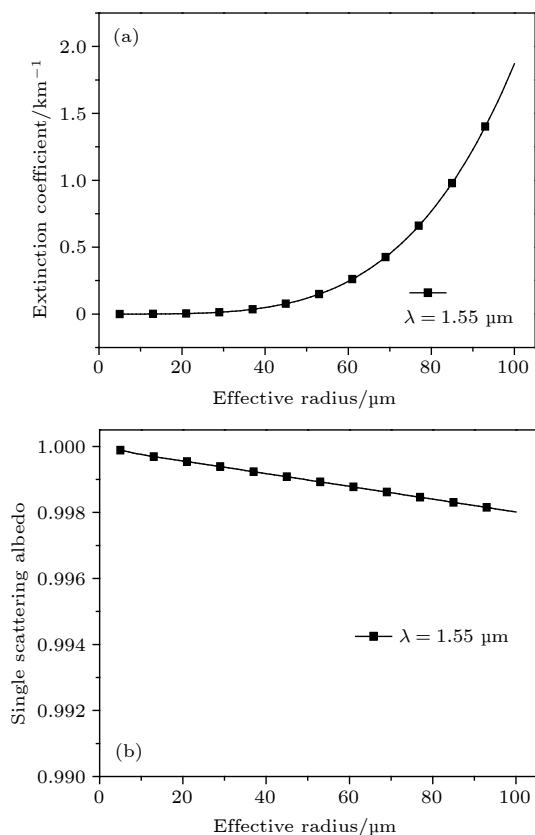 (a)
2.0
1.5
1.0
0.5
0
Extinction coefficient/km⁻¹
λ = 1.55 µm
0 20 40 60 80 100
Effective radius/µm
1.000
0.998
0.996
0.994
0.992
0.990
Single scattering albedo
λ = 1.55 µm
(b)
0 20 40 60 80 100
Effective radius/µm